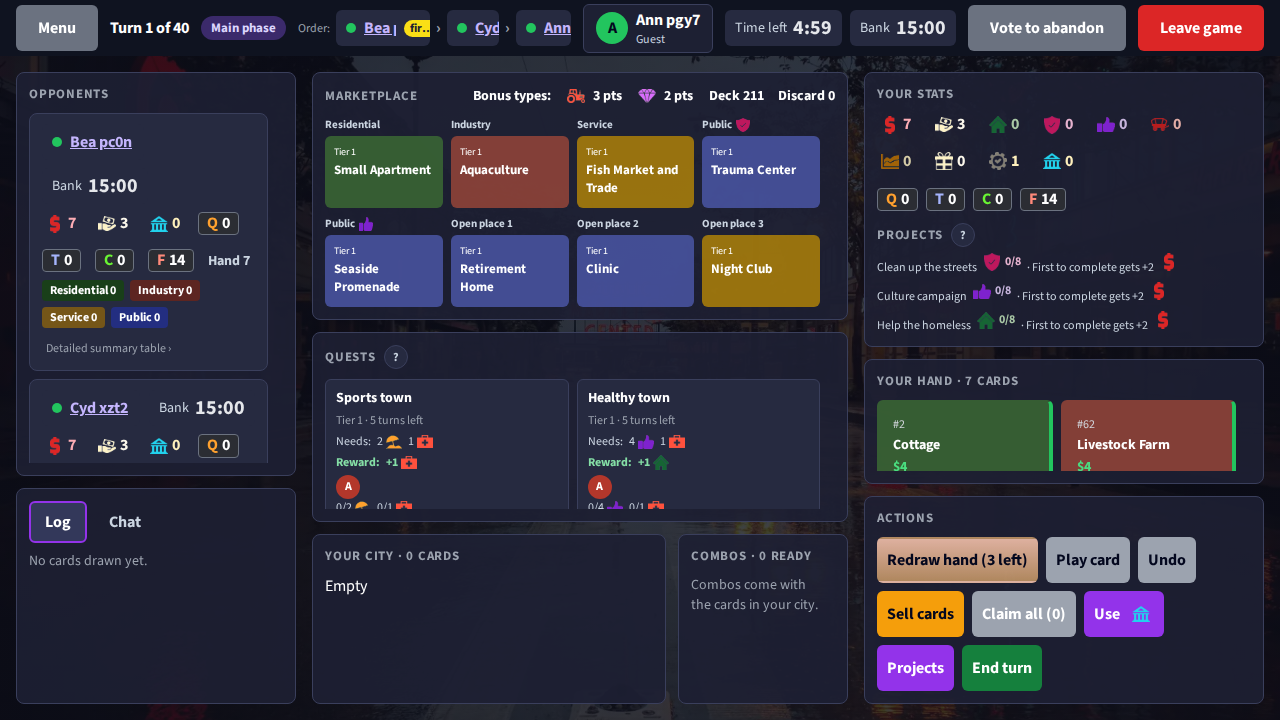 Menu
Turn 1 of 40
Main phase
Order:
Bea
fir...
›
Cyd
›
Ann
A
Ann pgy7
Guest
Time left 4:59
Bank 15:00
Vote to abandon
Leave game
OPPONENTS
Bea pc0n
Bank 15:00
7 3 0 Q 0
T 0 C 0 F 14 Hand 7
Residential 0 Industry 0
Service 0 Public 0
Detailed summary table ›
Cyd xzt2 Bank 15:00
7 3 0 Q 0
Log Chat
No cards drawn yet.
MARKETPLACE Bonus types: 3 pts 2 pts Deck 211 Discard 0
Residential Industry Service Public
Tier 1
Small Apartment
Tier 1
Aquaculture
Tier 1
Fish Market and
Trade
Tier 1
Trauma Center
Public Open place 1 Open place 2 Open place 3
Tier 1
Seaside
Promenade
Tier 1
Retirement
Home
Tier 1
Clinic
Tier 1
Night Club
QUESTS ?
Sports town
Tier 1 · 5 turns left
Needs: 2 1
Reward: +1
A
0/2 0/1
Healthy town
Tier 1 · 5 turns left
Needs: 4 1
Reward: +1
A
0/4 0/1
YOUR CITY · 0 CARDS
Empty
COMBOS · 0 READY
Combos come with
the cards in your city.
YOUR STATS
7 3 0 0 0 0
0 0 1 0
Q 0 T 0 C 0 F 14
PROJECTS ?
Clean up the streets 0/8 · First to complete gets +2
Culture campaign 0/8 · First to complete gets +2
Help the homeless 0/8 · First to complete gets +2
YOUR HAND · 7 CARDS
#2
Cottage
$4
#62
Livestock Farm
$4
ACTIONS
Redraw hand (3 left) Play card Undo
Sell cards Claim all (0) Use
Projects End turn